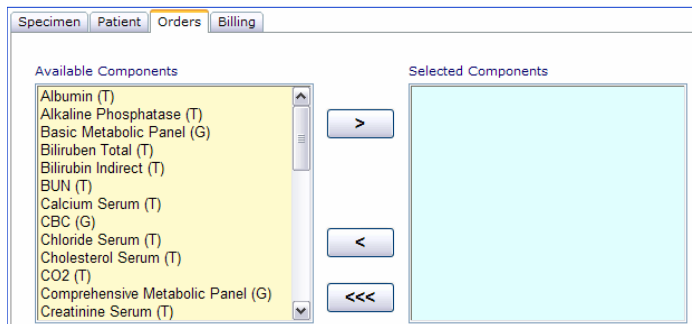 Specimen Patient Orders Billing
Available Components Selected Components
Albumin (T)
Alkaline Phosphatase (T)
Basic Metabolic Panel (G)
Biliruben Total (T)
Bilirubin Indirect (T)
BUN (T)
Calcium Serum (T)
CBC (G)
Chloride Serum (T)
Cholesterol Serum (T)
CO2 (T)
Comprehensive Metabolic Panel (G)
Creatinine Serum (T)
>
<
<<<